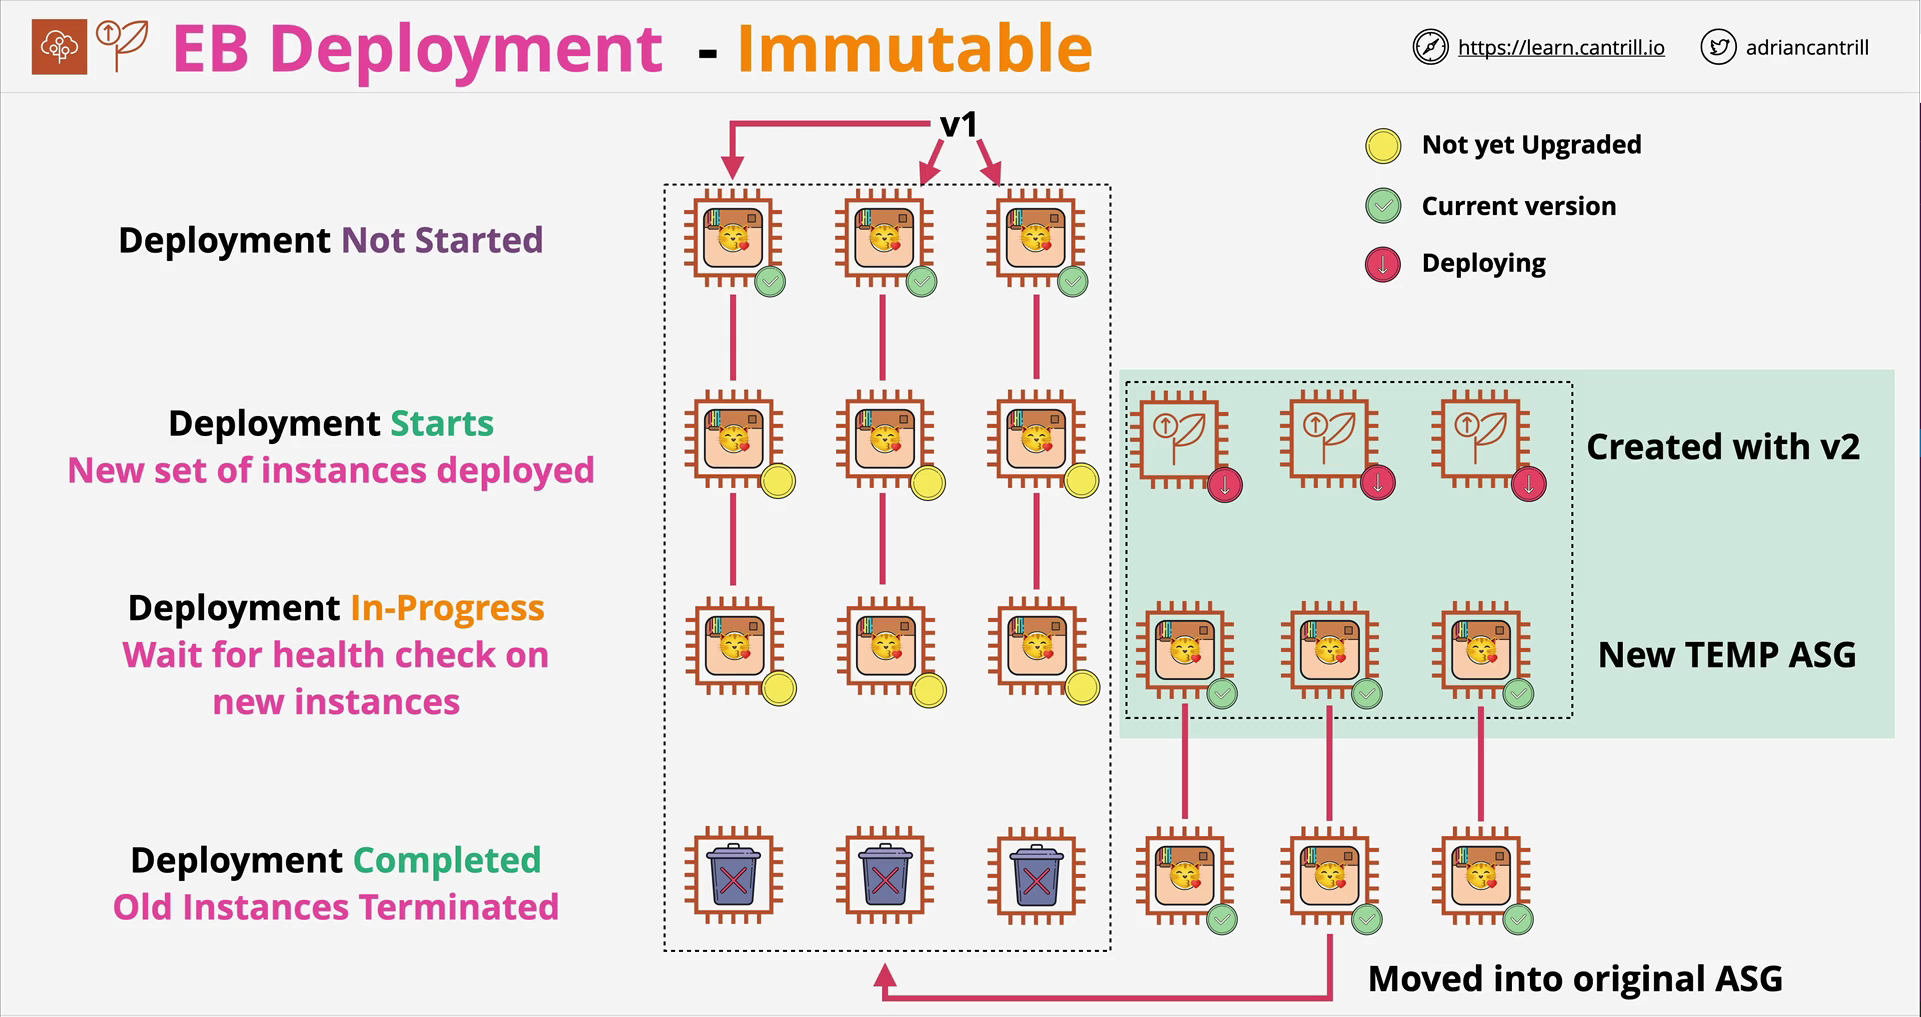 EB Deployment - Immutable
https://learn.cantrill.io
adriancantrill
v1
Not yet Upgraded
Current version
Deploying
Deployment Not Started
Deployment Starts
New set of instances deployed
Created with v2
Deployment In-Progress
Wait for health check on
new instances
New TEMP ASG
Deployment Completed
Old Instances Terminated
Moved into original ASG